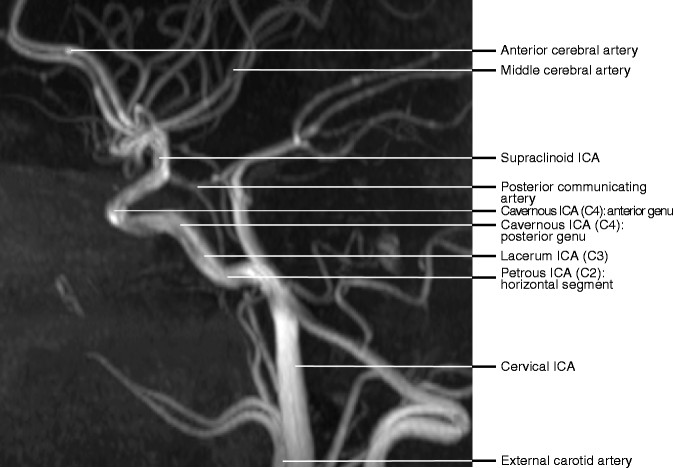 Anterior cerebral artery
Middle cerebral artery
Supraclinoid ICA
Posterior communicating
artery
Cavernous ICA (C4): anterior genu
Cavernous ICA (C4):
posterior genu
Lacerum ICA (C3)
Petrous ICA (C2):
horizontal segment
Cervical ICA
External carotid artery